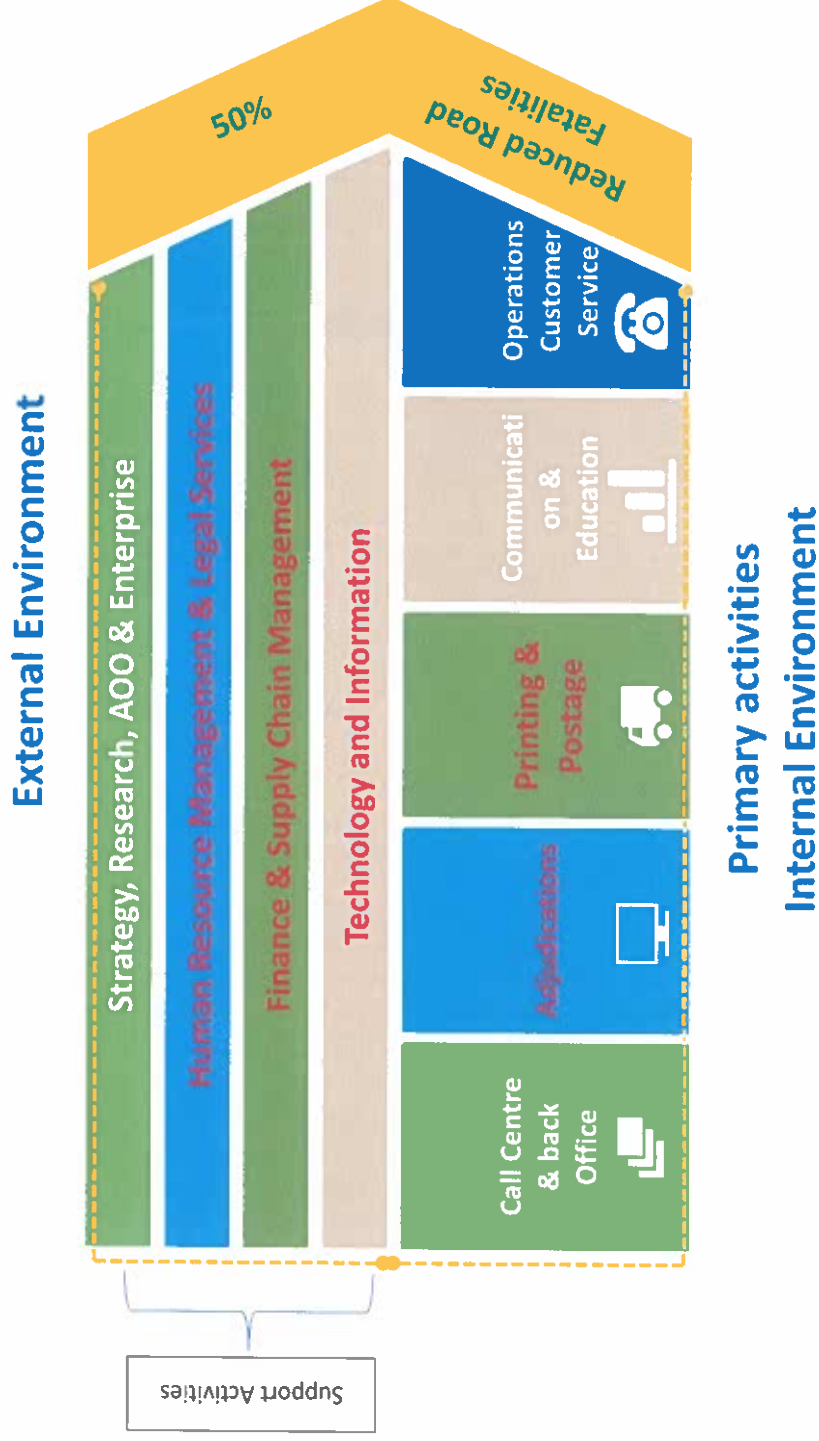 External Environment
Support Activities
Strategy, Research, AOO & Enterprise
Human Resource Management & Legal Services
Finance & Supply Chain Management
Technology and Information
50%
Reduced Road
Fatalities
Call Centre
& back
Office
Adjudications
Printing &
Postage
Communicati
on &
Education
Operations
Customer
Service
Primary activities
Internal Environment